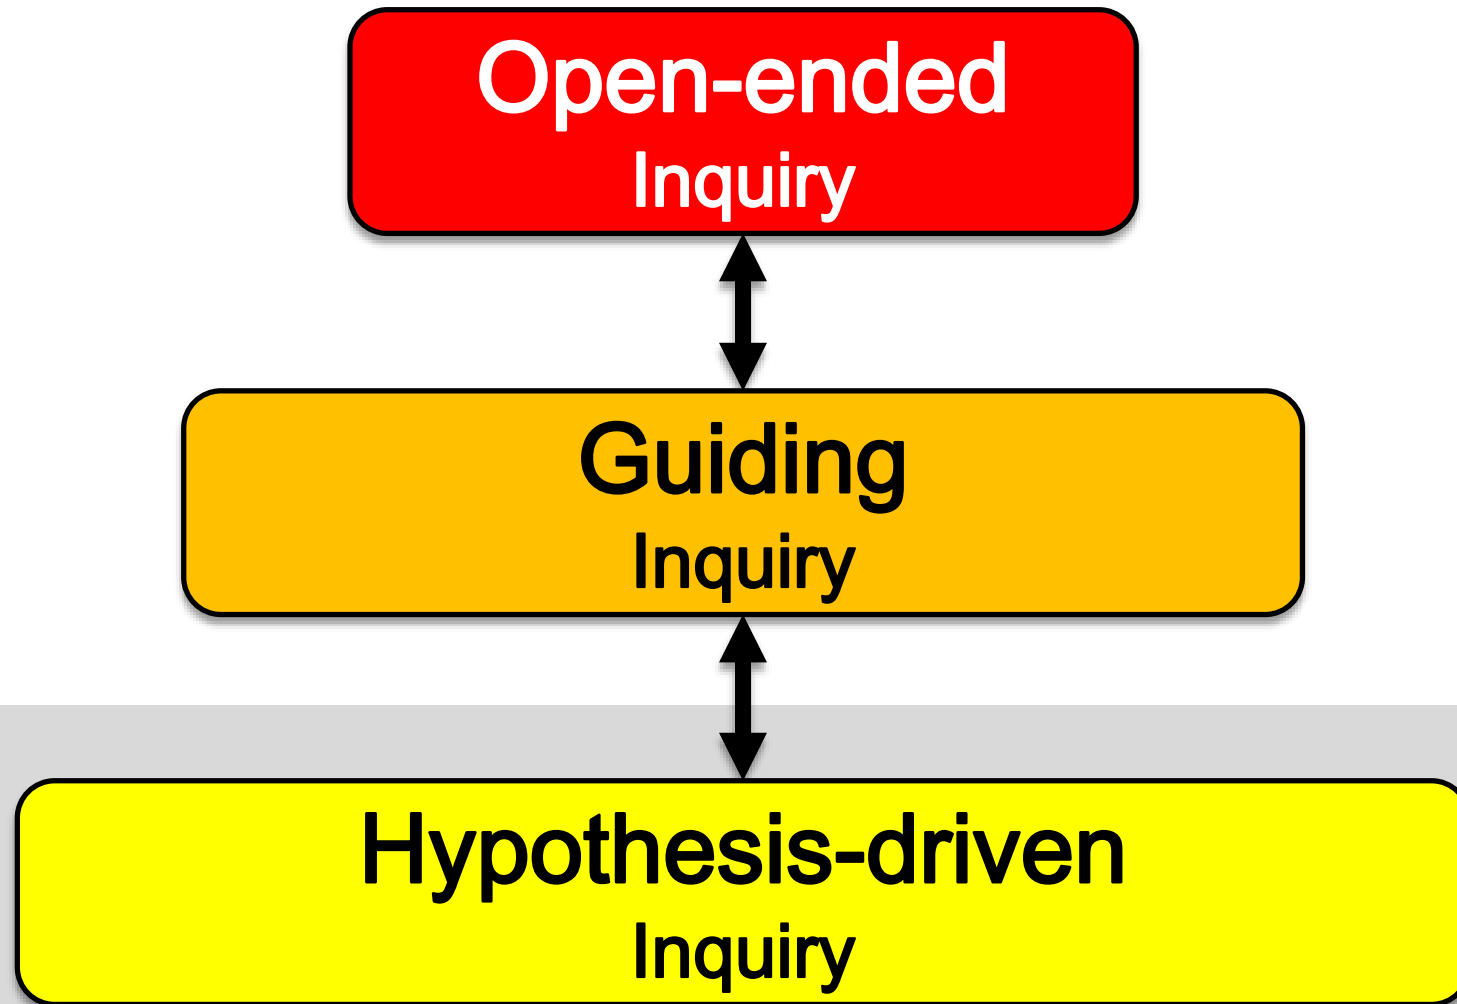 Open-ended
Inquiry
Guiding
Inquiry
Hypothesis-driven
Inquiry